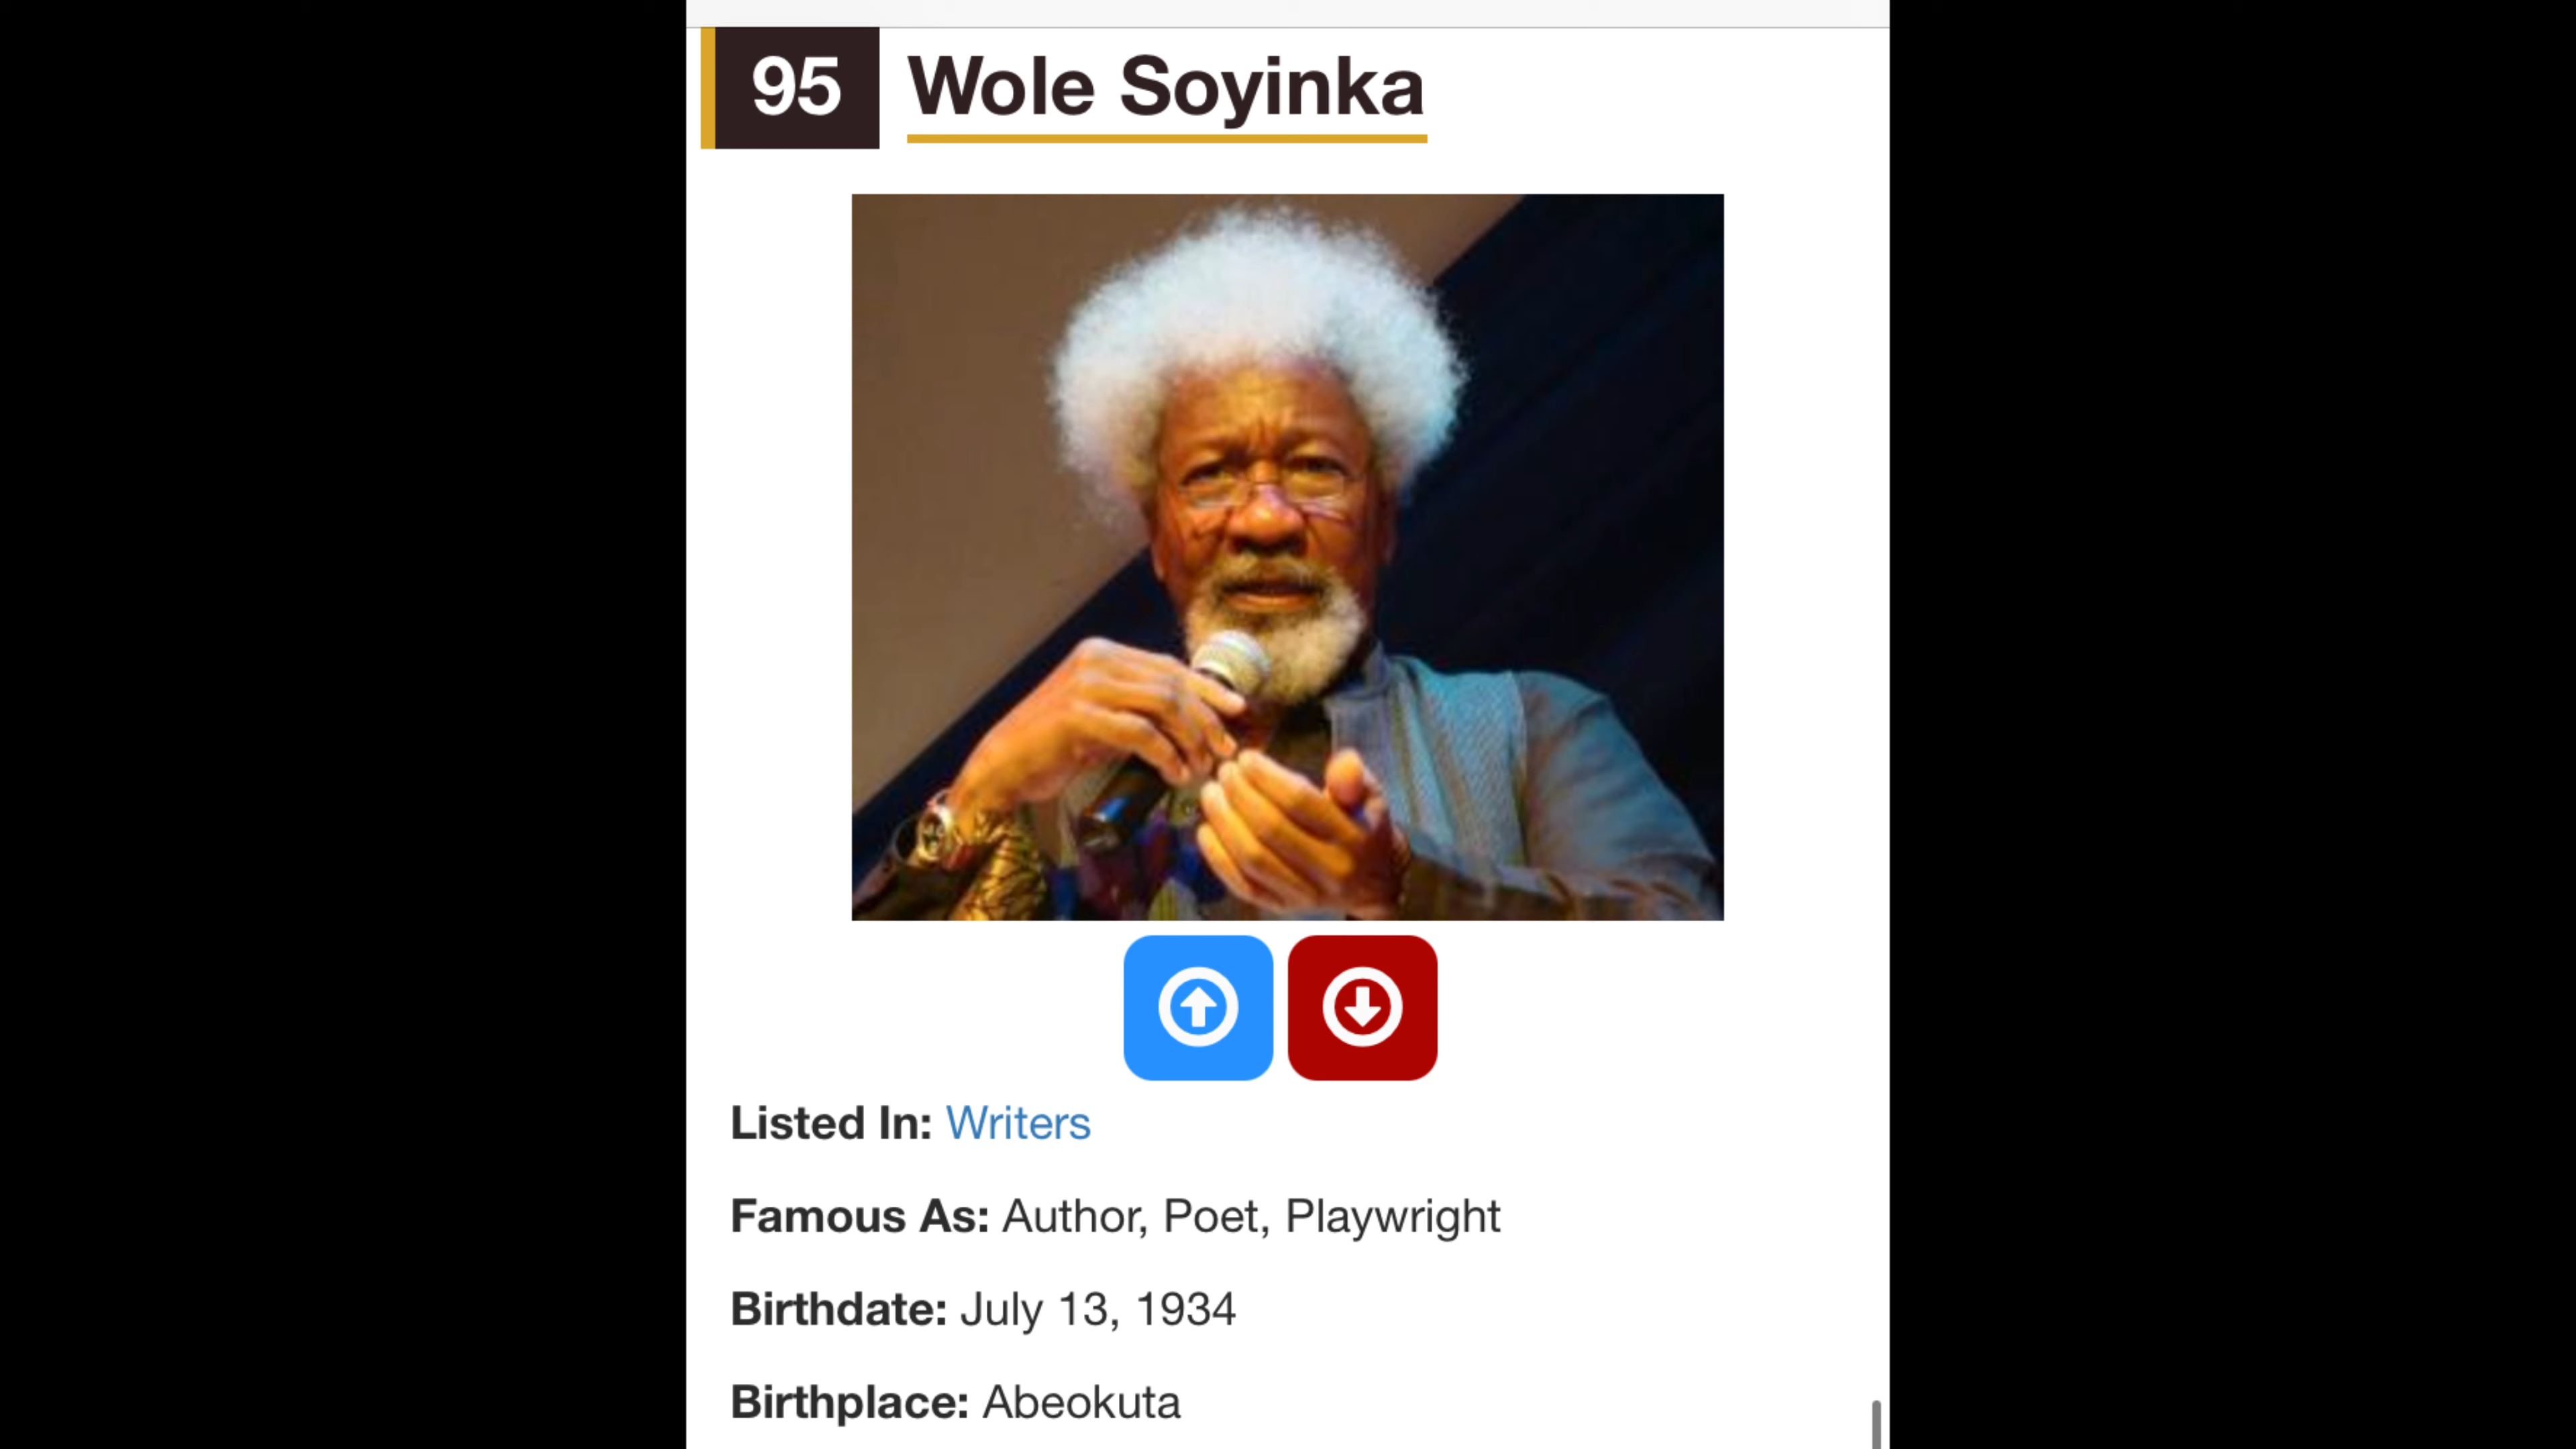 95 Wole Soyinka
Listed In: Writers
Famous As: Author, Poet, Playwright
Birthdate: July 13, 1934
Birthplace: Abeokuta